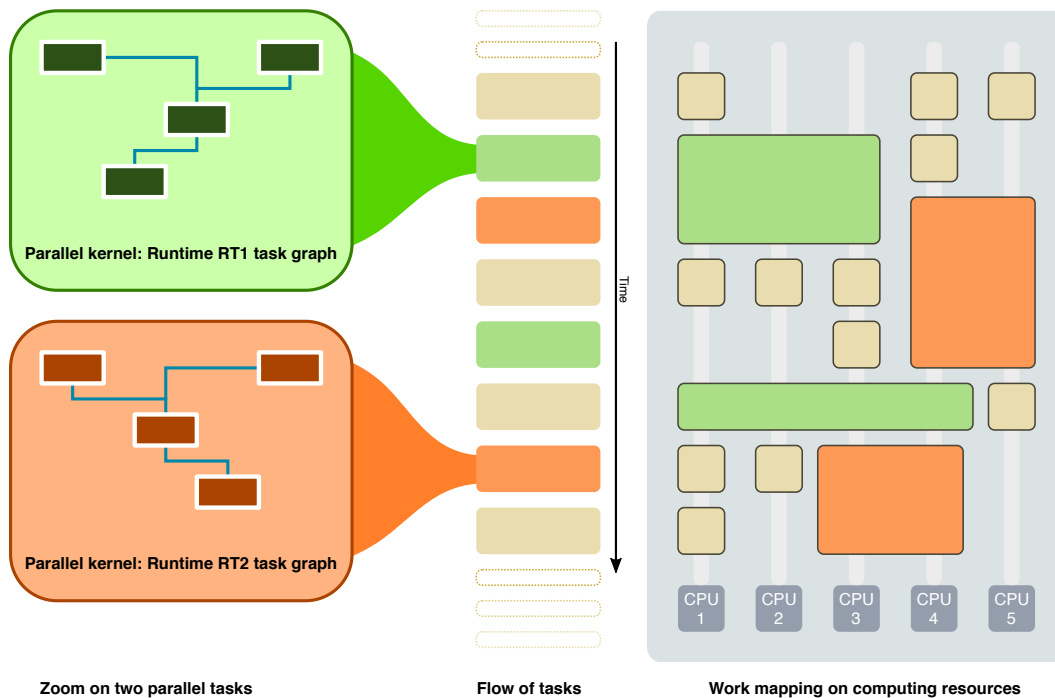 Parallel kernel: Runtime RT1 task graph
Parallel kernel: Runtime RT2 task graph
Time
CPU
1
CPU
2
CPU
3
CPU
4
CPU
5
Zoom on two parallel tasks
Flow of tasks
Work mapping on computing resources